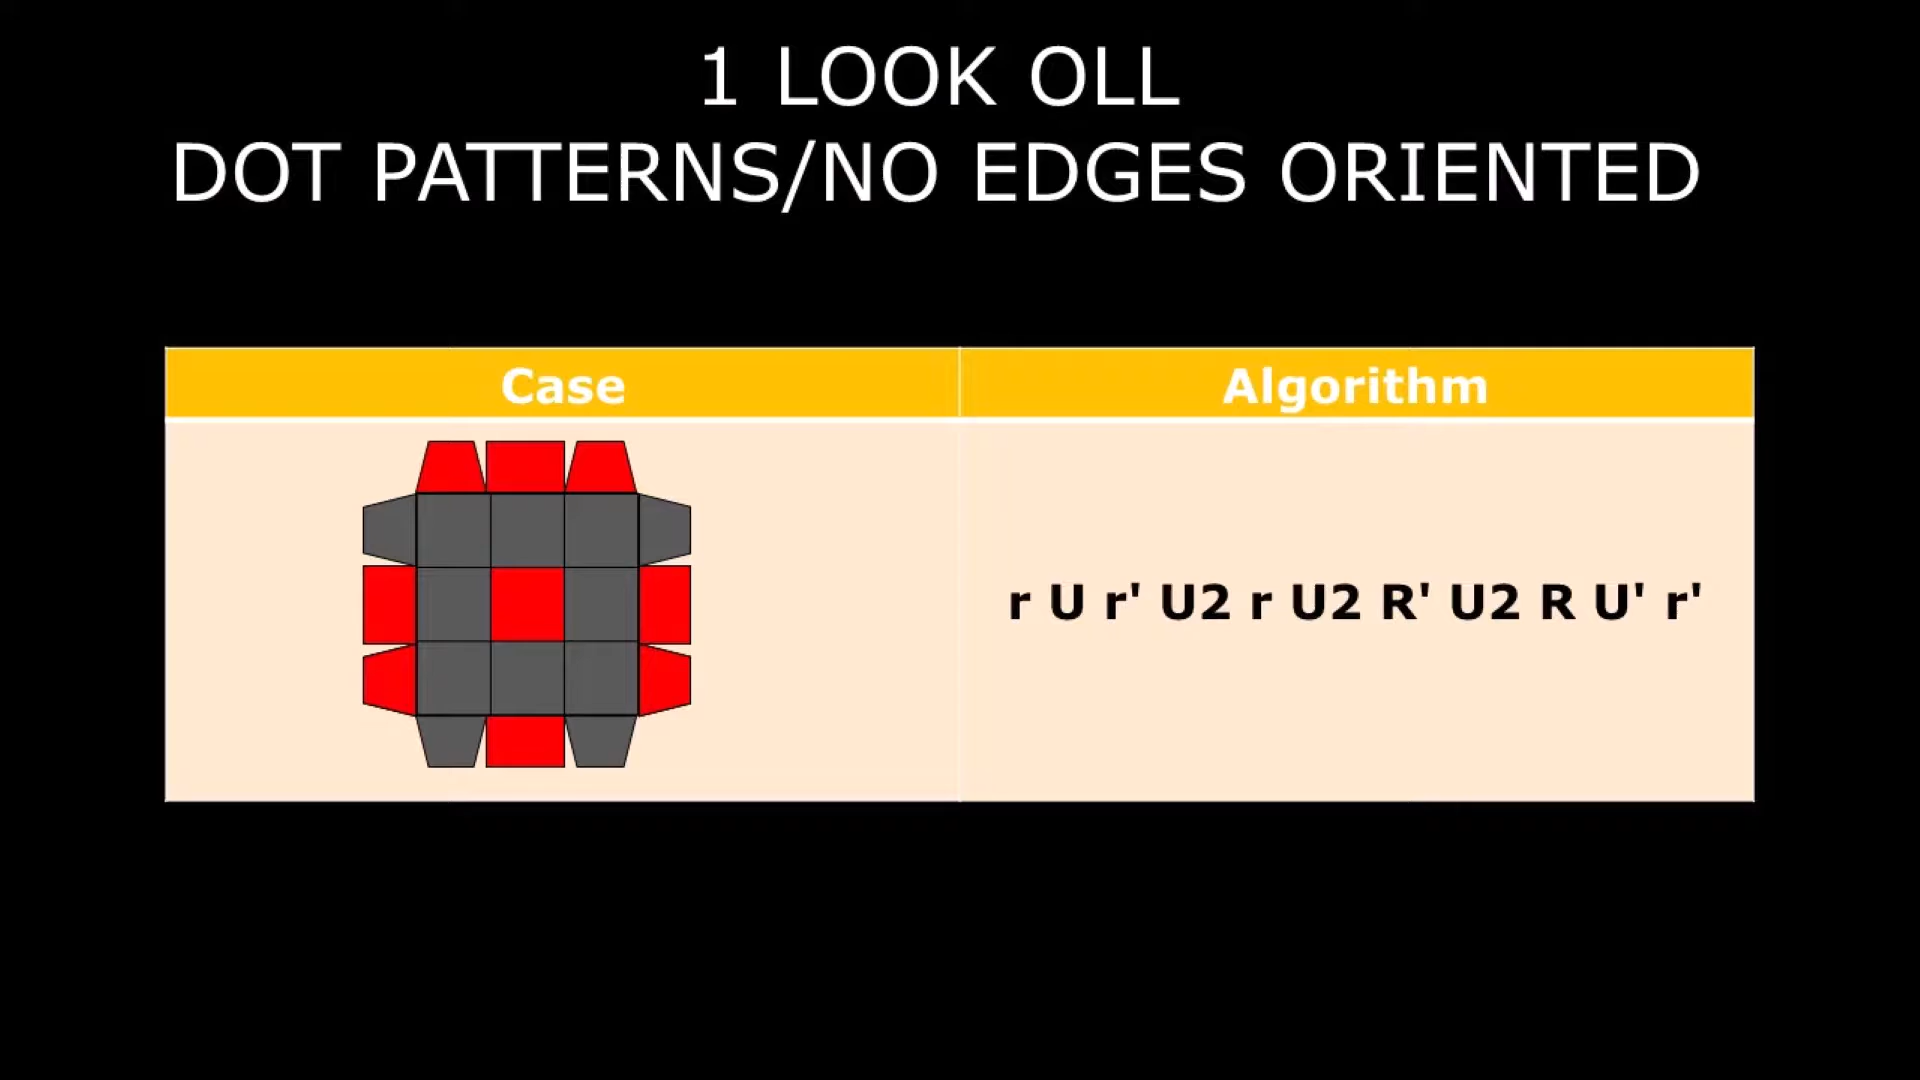 1 LOOK OLL
DOT PATTERNS/NO EDGES ORIENTED
Case
Algorithm
r U r' U2 r U2 R' U2 R U' r'